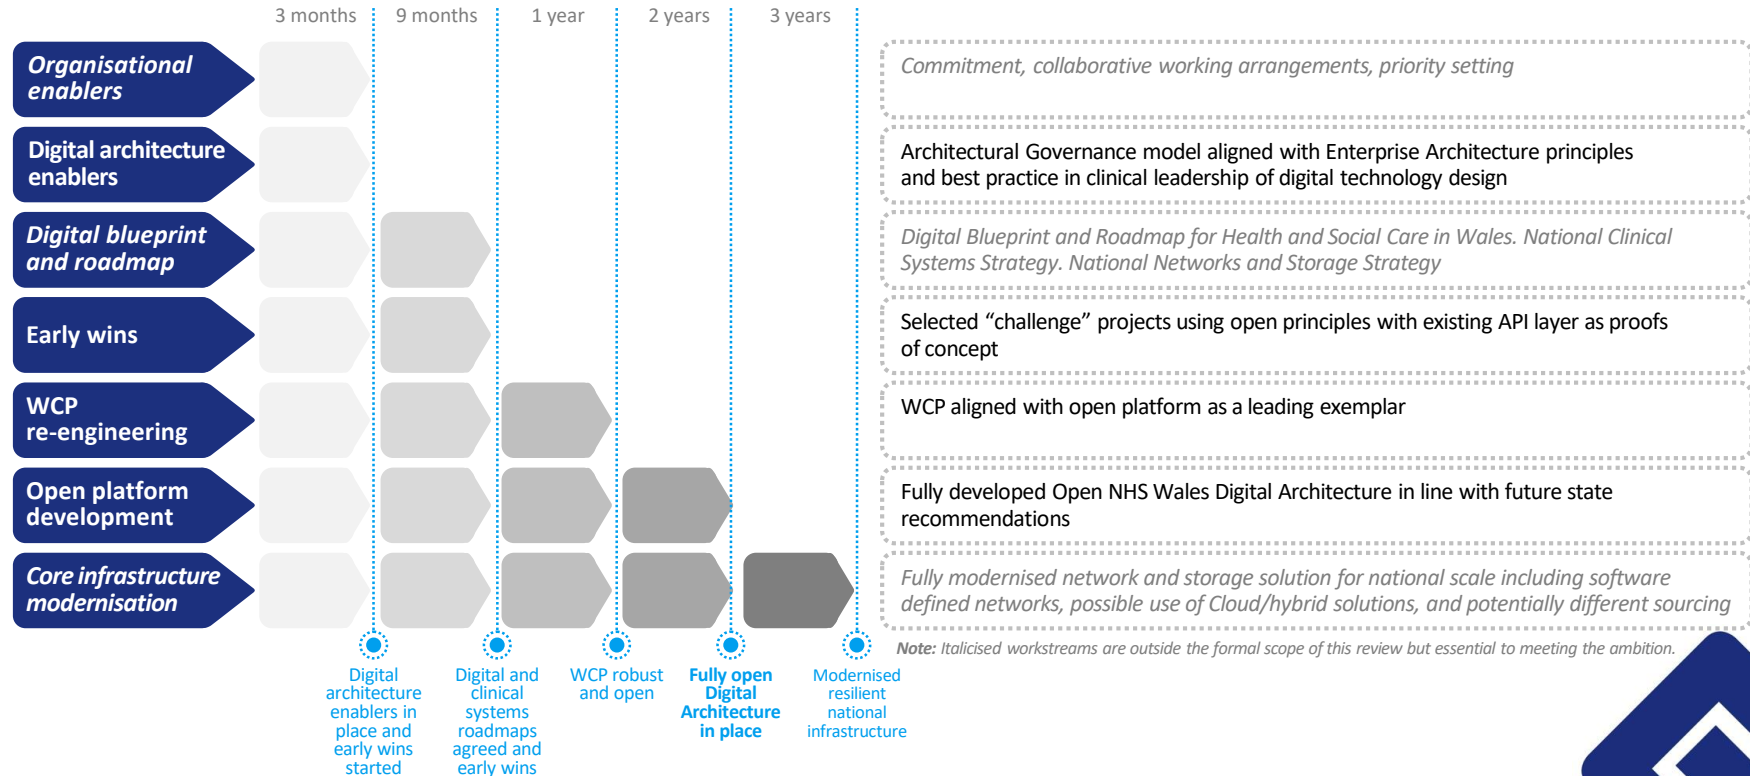 3 months
9 months
1 year
2 years
3 years
Organisational
enablers
Commitment, collaborative working arrangements, priority setting
Digital architecture
enablers
Architectural Governance model aligned with Enterprise Architecture principles
and best practice in clinical leadership of digital technology design
Digital blueprint
and roadmap
Digital Blueprint and Roadmap for Health and Social Care in Wales. National Clinical
Systems Strategy. National Networks and Storage Strategy
Early wins
Selected “challenge” projects using open principles with existing API layer as proofs
of concept
WCP
re-engineering
WCP aligned with open platform as a leading exemplar
Open platform
development
Fully developed Open NHS Wales Digital Architecture in line with future state
recommendations
Core infrastructure
modernisation
Fully modernised network and storage solution for national scale including software
defined networks, possible use of Cloud/hybrid solutions, and potentially different sourcing
Note: Italicised workstreams are outside the formal scope of this review but essential to meeting the ambition.
Digital
architecture
enablers in
place and
early wins
started
Digital and
clinical
systems
roadmaps
agreed and
early wins
WCP robust
and open
Fully open
Digital
Architecture
in place
Modernised
resilient
national
infrastructure